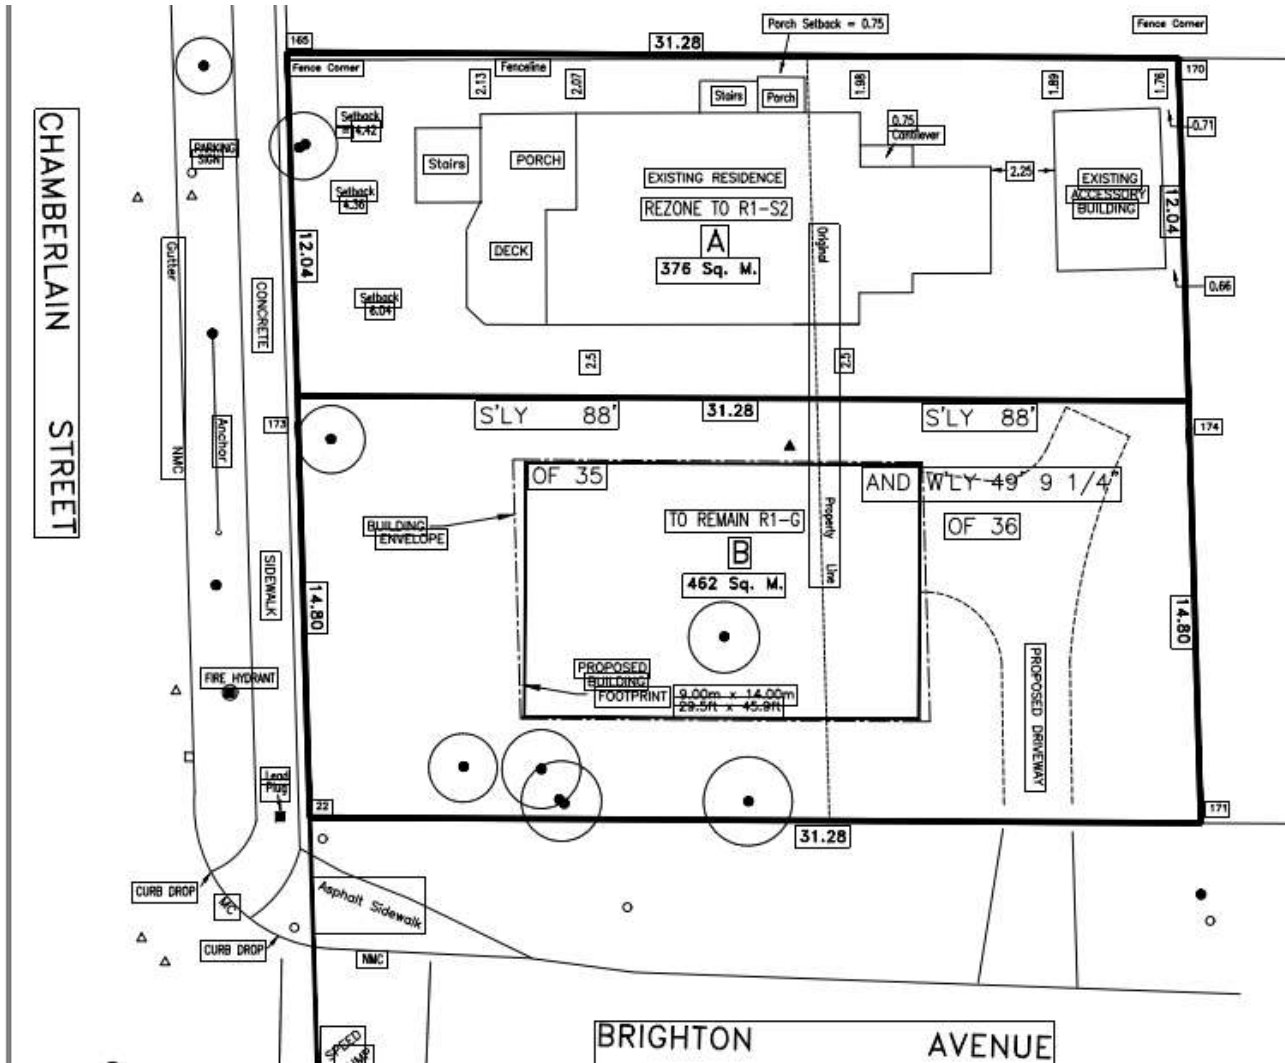 Porch Setback = 0.75
Fence Corner
165
31.28
Fence Corner
Fenceline
170
2.13
2.07
1.98
1.89
1.76
Stairs
Porch
Setback
= 4.42
0.75
Cantilever
0.71
PARKING
SIGN
Stairs
PORCH
EXISTING RESIDENCE
REZONE TO R1-S2
A
376 Sq. M.
2.25
EXISTING
ACCESSORY
BUILDING
12.04
Setback
4.36
Original
DECK
12.04
Gutter
CHAMBERLAIN STREET
CONCRETE
Setback
6.04
0.66
2.5
2.5
S'LY 88'
31.28
S'LY 88'
173
174
Anchor
NMC
OF 35
AND W'LY 49' 9 1/4"
OF 36
BUILDING
ENVELOPE
TO REMAIN R1-G
B
462 Sq. M.
Property Line
SIDEWALK
14.80
14.80
FIRE HYDRANT
PROPOSED
BUILDING
FOOTPRINT
9.00m x 14.00m
29.5ft x 45.9ft
PROPOSED DRIVEWAY
Lead
Plug
22
31.28
171
CURB DROP
MC
Asphalt Sidewalk
CURB DROP
NMC
SPEED
BRIGHTON AVENUE